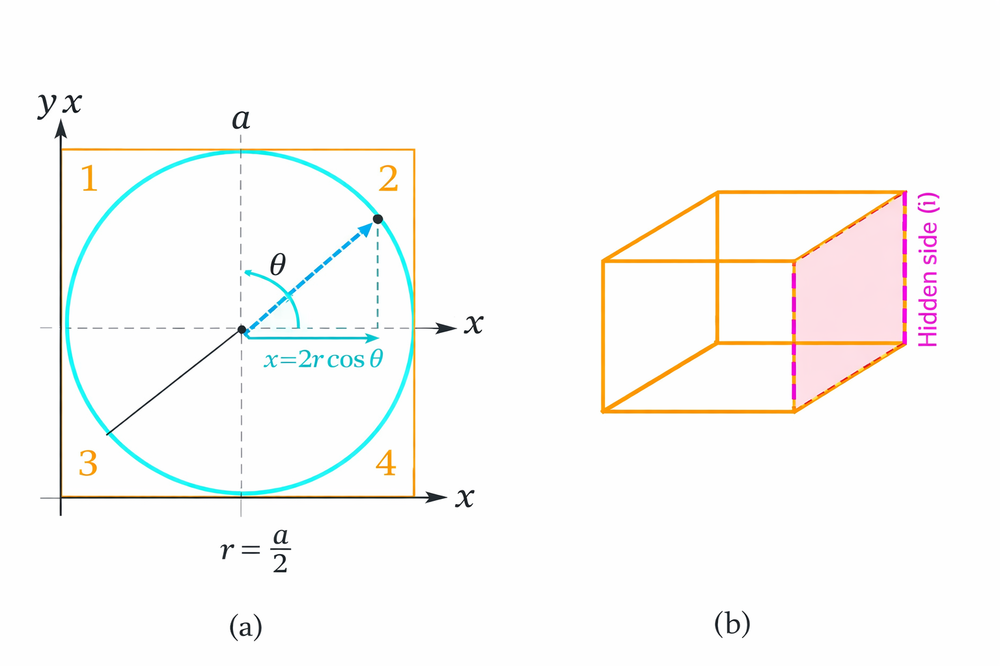 y x
a
1
2
θ
x
x=2r cos θ
3
4
x
r = a/2
(a)
Hidden side (i)
(b)